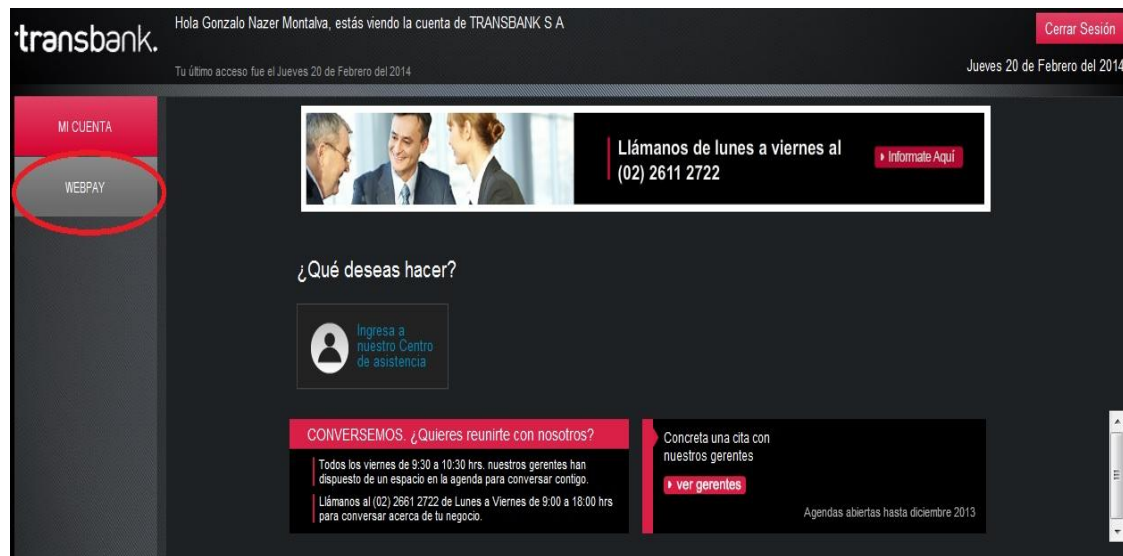 transbank.
Hola Gonzalo Nazer Montalva, estás viendo la cuenta de TRANSBANK S A
Cerrar Sesión
Tu último acceso fue el Jueves 20 de Febrero del 2014
Jueves 20 de Febrero del 2014
MI CUENTA
WEBPAY
Llámanos de lunes a viernes al
(02) 2611 2722
Informate Aquí
¿Qué deseas hacer?
Ingresa a
nuestro Centro
de asistencia
CONVERSEMOS. ¿Quieres reunirte con nosotros?
Todos los viernes de 9:30 a 10:30 hrs. nuestros gerentes han
dispuesto de un espacio en la agenda para conversar contigo.
Llámanos al (02) 2661 2722 de Lunes a Viernes de 9:00 a 18:00 hrs
para conversar acerca de tu negocio.
Concreta una cita con
nuestros gerentes
ver gerentes
Agendas abiertas hasta diciembre 2013